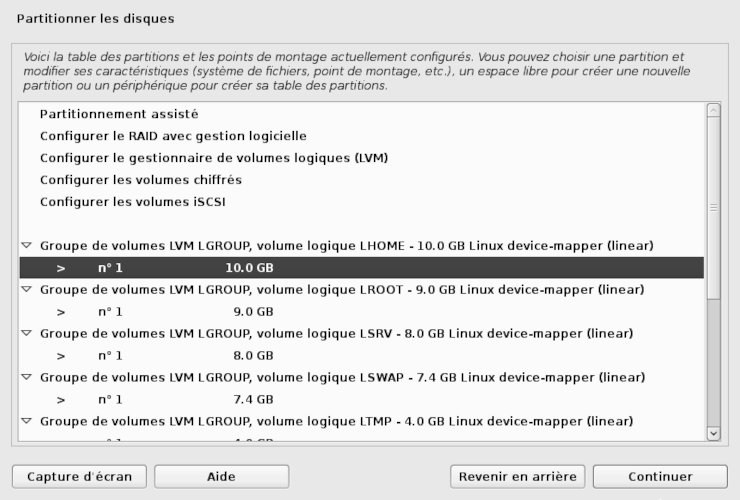 Partitionner les disques
Voici la table des partitions et les points de montage actuellement configurés. Vous pouvez choisir une partition et
modifier ses caractéristiques (système de fichiers, point de montage, etc.), un espace libre pour créer une nouvelle
partition ou un périphérique pour créer sa table des partitions.
Partitionnement assisté
Configurer le RAID avec gestion logicielle
Configurer le gestionnaire de volumes logiques (LVM)
Configurer les volumes chiffrés
Configurer les volumes iSCSI
Groupe de volumes LVM LGROUP, volume logique LHOME - 10.0 GB Linux device-mapper (linear)
> n° 1 10.0 GB
Groupe de volumes LVM LGROUP, volume logique LROOT - 9.0 GB Linux device-mapper (linear)
> n° 1 9.0 GB
Groupe de volumes LVM LGROUP, volume logique LSRV - 8.0 GB Linux device-mapper (linear)
> n° 1 8.0 GB
Groupe de volumes LVM LGROUP, volume logique LSWAP - 7.4 GB Linux device-mapper (linear)
> n° 1 7.4 GB
Groupe de volumes LVM LGROUP, volume logique LTMP - 4.0 GB Linux device-mapper (linear)
Capture d'écran Aide Revenir en arrière Continuer